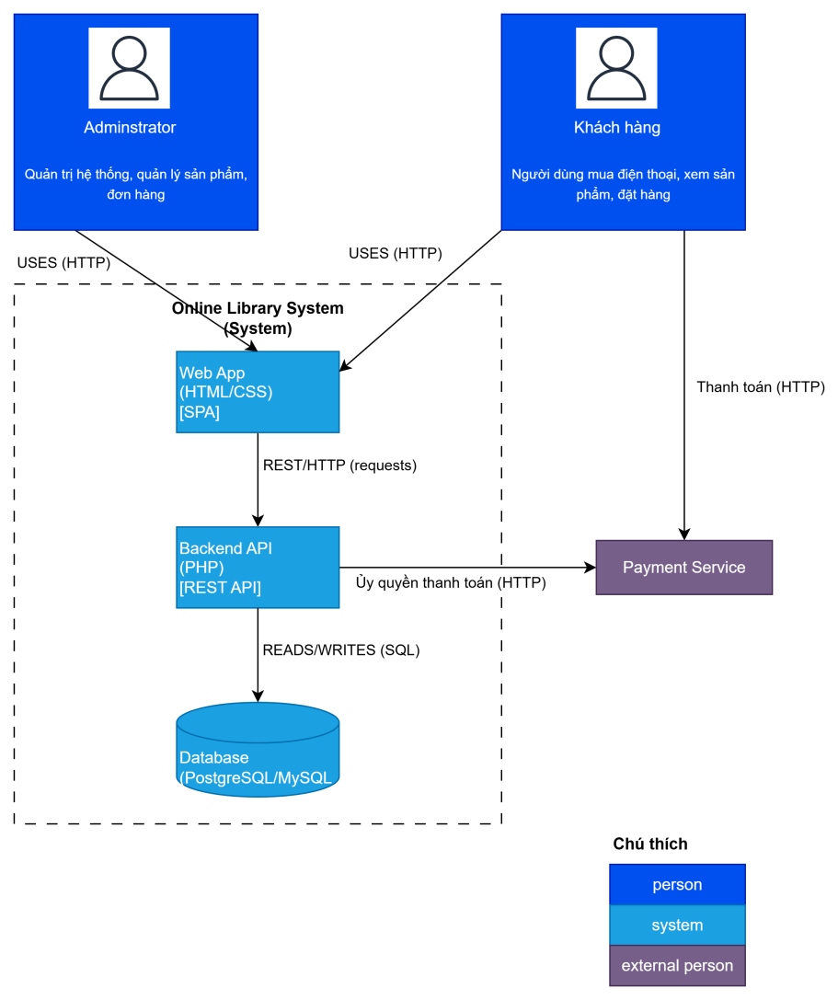 Adminstrator
Quản trị hệ thống, quản lý sản phẩm,
đơn hàng
Khách hàng
Người dùng mua điện thoại, xem sản
phẩm, đặt hàng
USES (HTTP)
USES (HTTP)
Online Library System
(System)
Web App
(HTML/CSS)
[SPA]
Thanh toán (HTTP)
REST/HTTP (requests)
Backend API
(PHP)
[REST API]
Ủy quyền thanh toán (HTTP)
Payment Service
READS/WRITES (SQL)
Database
(PostgreSQL/MySQL
Chú thích
person
system
external person